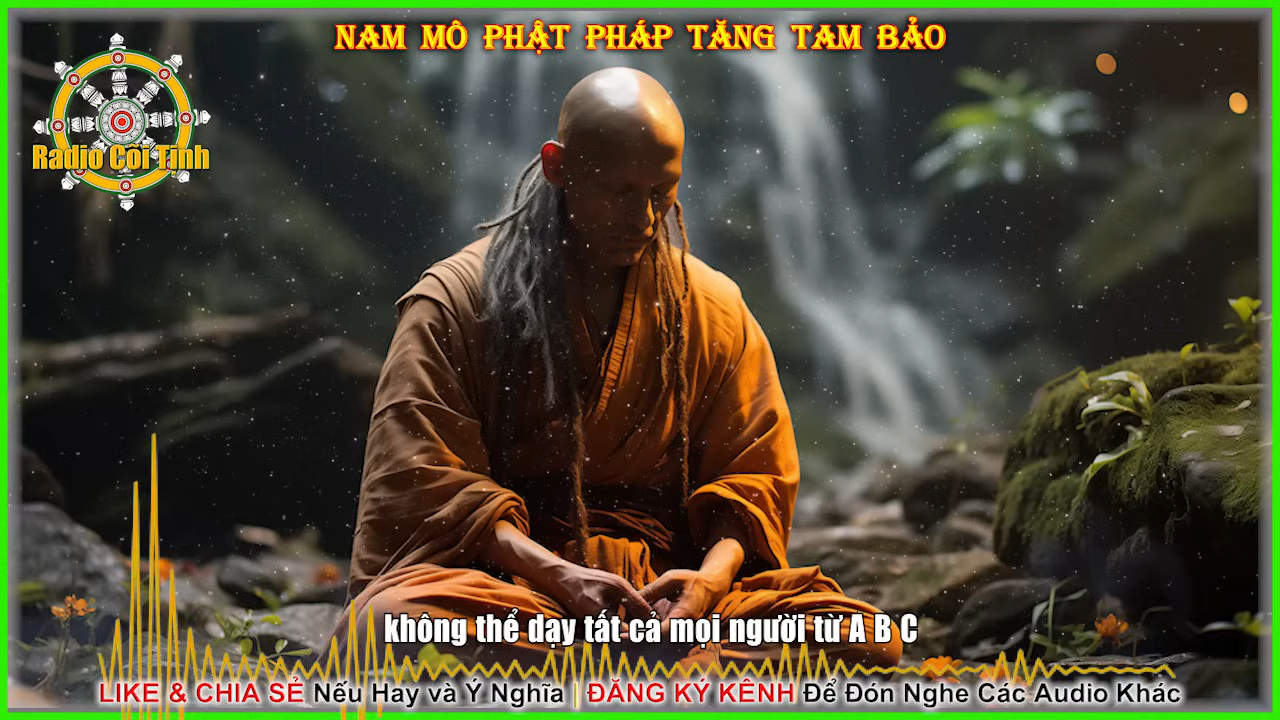 NAM MÔ PHẬT PHÁP TĂNG TAM BẢO
Radio Cõi Tịnh
không thể dạy tất cả mọi người từ A B C
LIKE & CHIA SẺ Nếu Hay và Ý Nghĩa | ĐĂNG KÝ KÊNH Để Đón Nghe Các Audio Khác